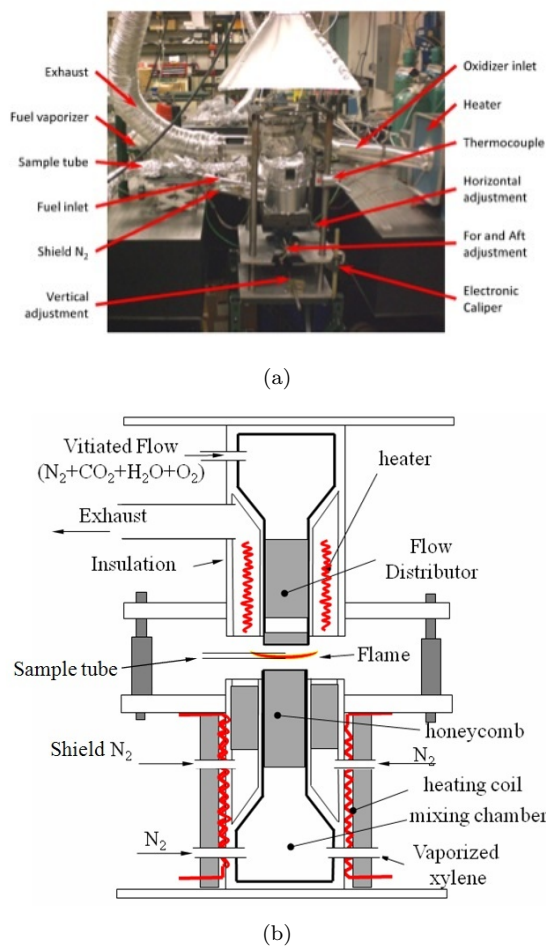 Exhaust
Fuel vaporizer
Sample tube
Fuel inlet
Shield N₂
Vertical
adjustment
Oxidizer inlet
Heater
Thermocouple
Horizontal
adjustment
For and Aft
adjustment
Electronic
Caliper
(a)
Vitiated Flow
(N₂+CO₂+H₂O+O₂)
Exhaust
Insulation
heater
Flow
Distributor
Sample tube
Flame
Shield N₂
honeycomb
N₂
heating coil
mixing chamber
N₂
Vaporized
xylene
(b)